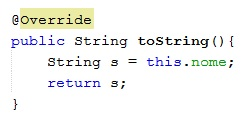 @Override
public String toString(){
String s = this.nome;
return s;
}